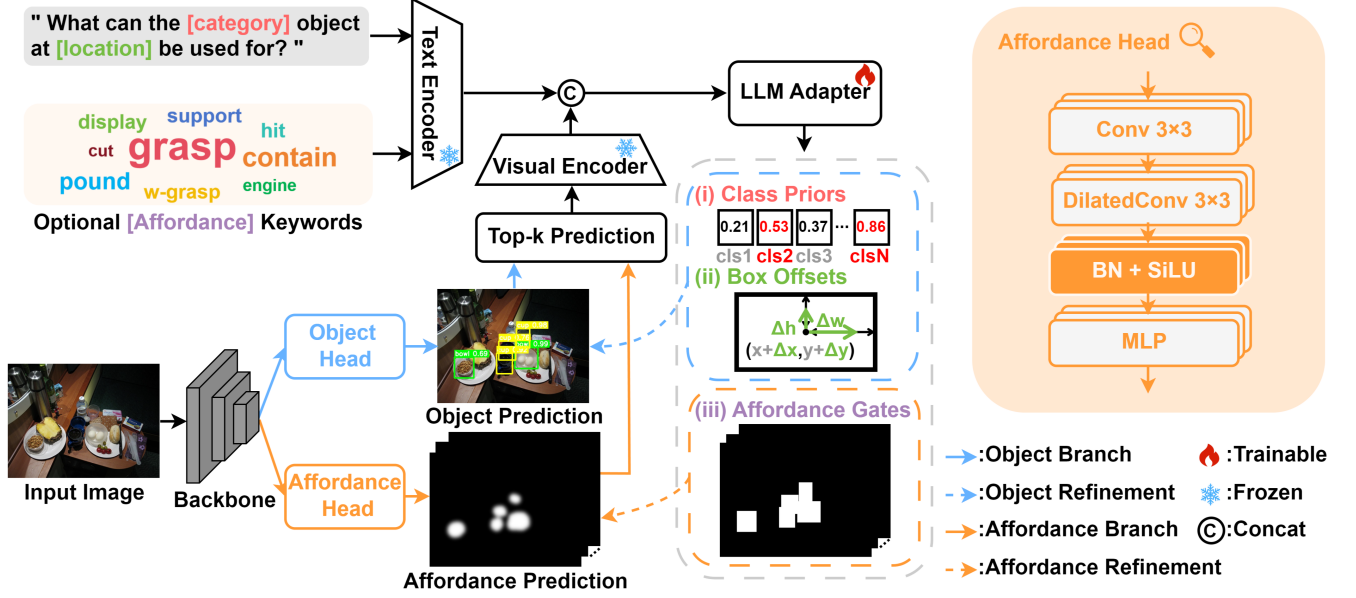 " What can the [category] object
at [location] be used for? "
display
support
hit
cut
grasp
contain
pound
w-grasp
engine
Optional [Affordance] Keywords
Text Encoder
C
LLM Adapter
Visual Encoder
Top-k Prediction
Input Image
Backbone
Object
Head
Affordance
Head
bowl 0.69
Object Prediction
Affordance Prediction
(i) Class Priors
0.21 0.53 0.37 ... 0.86
cls1 cls2 cls3 clsN
(ii) Box Offsets
Δh Δw
(x+Δx,y+Δy)
(iii) Affordance Gates
Affordance Head
Conv 3×3
DilatedConv 3×3
BN + SiLU
MLP
:Object Branch
:Trainable
:Object Refinement
:Frozen
:Affordance Branch
C :Concat
:Affordance Refinement